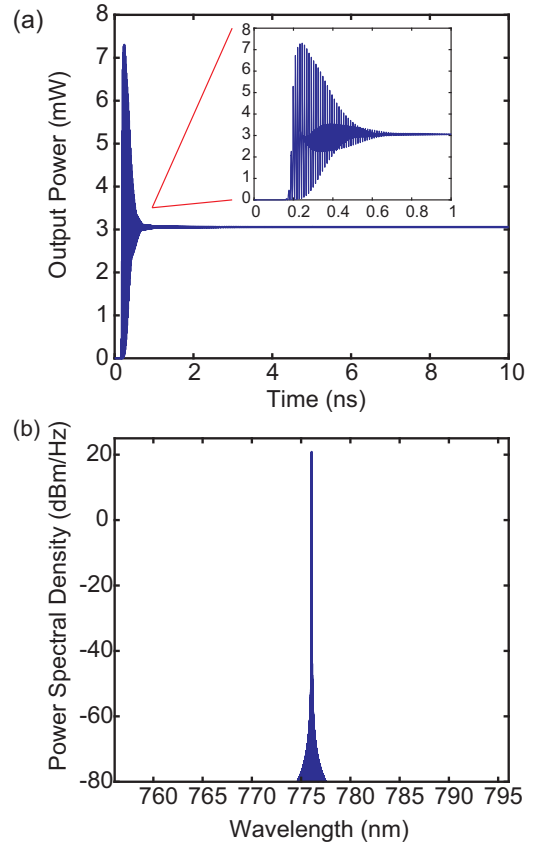 (a)
Output Power (mW)
8
7
6
5
4
3
2
1
0
8
7
6
5
4
3
2
1
0
0 0.2 0.4 0.6 0.8 1
0 2 4 6 8 10
Time (ns)
(b)
Power Spectral Density (dBm/Hz)
20
0
-20
-40
-60
-80
760 765 770 775 780 785 790 795
Wavelength (nm)